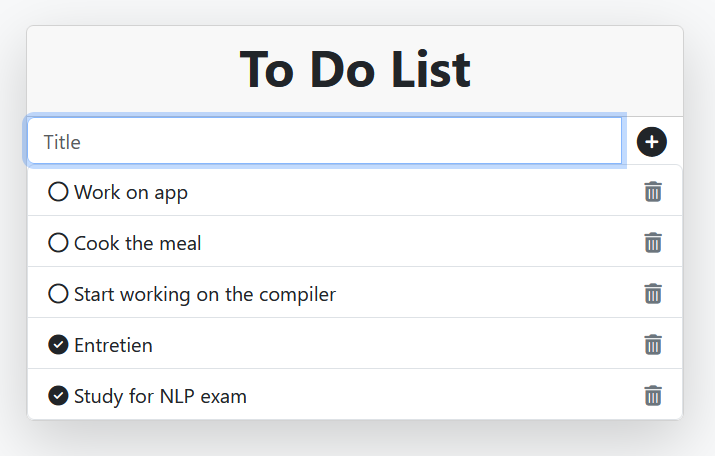 To Do List
Title
Work on app
Cook the meal
Start working on the compiler
Entretien
Study for NLP exam